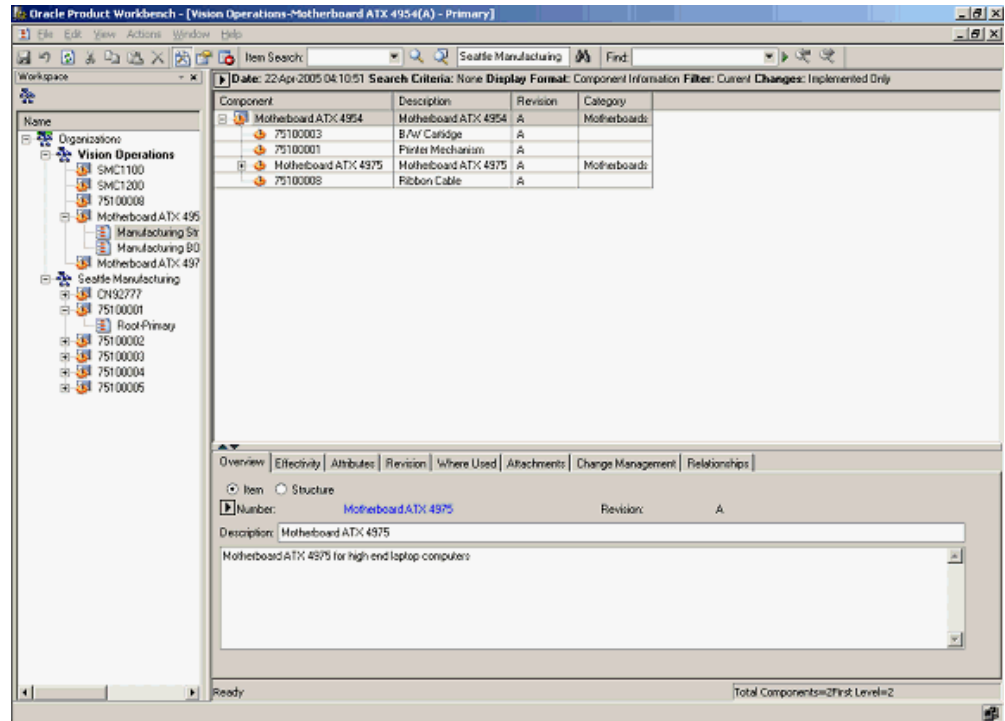 Oracle Product Workbench - [Vision Operations-Motherboard ATX 4954(A) - Primary]
File Edit View Actions Window Help
Item Search: Seattle Manufacturing Find:
Workspace
Date: 22-Apr-2005 04:10:51 Search Criteria: None Display Format: Component Information Filter: Current Changes: Implemented Only
Name
Organizations
Vision Operations
SMC1100
SMC1200
75100008
Motherboard ATX 495
Manufacturing Str
Manufacturing BO
Motherboard ATX 497
Seattle Manufacturing
CN92777
75100001
Root-Primary
75100002
75100003
75100004
75100005
Component Description Revision Category
Motherboard ATX 4954 Motherboard ATX 4954 A Motherboards
75100003 B/W Cartidge A
75100001 Printer Mechanism A
Motherboard ATX 4975 Motherboard ATX 4975 A Motherboards
75100008 Ribbon Cable A
Overview Effectivity Attributes Revision Where Used Attachments Change Management Relationships
Item Structure
Number: Motherboard ATX 4975 Revision: A
Description: Motherboard ATX 4975
Motherboard ATX 4975 for high end laptop computers
Ready Total Components=2First Level=2